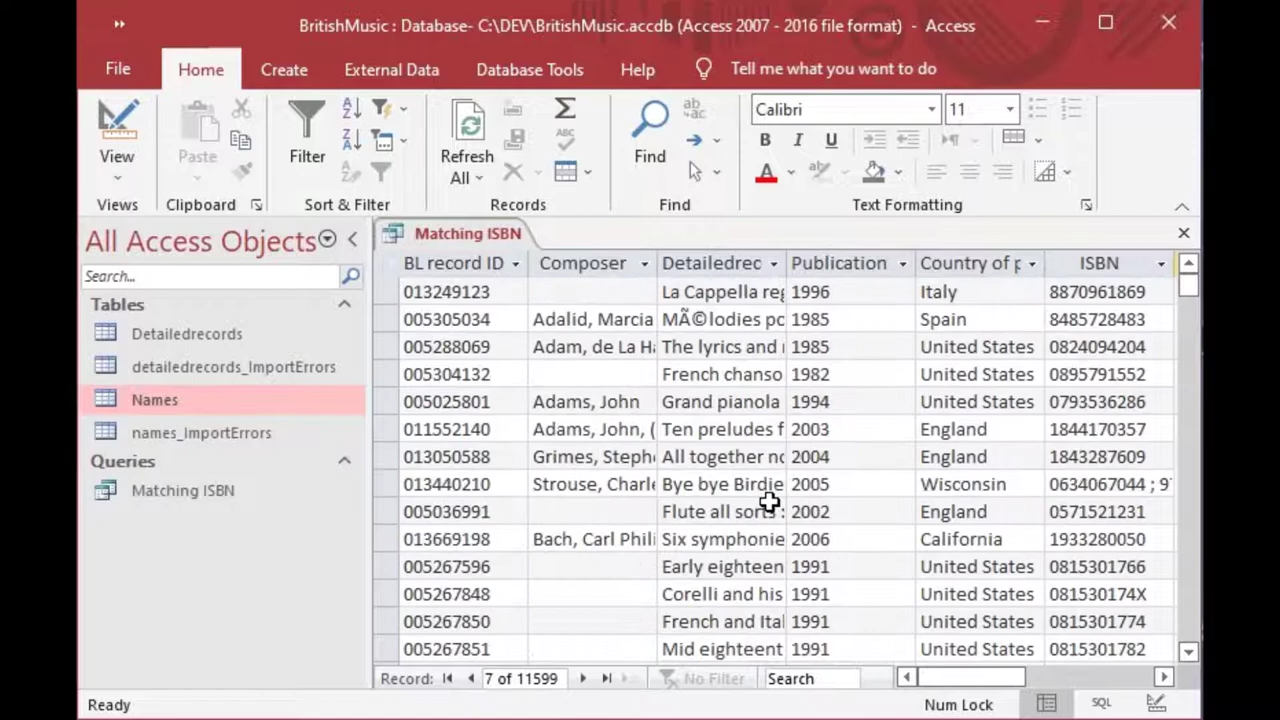 BritishMusic : Database- C:\DEV\BritishMusic.accdb (Access 2007 - 2016 file format) - Access
File Home Create External Data Database Tools Help Tell me what you want to do
View Paste Filter Refresh All Find ab ac Calibri 11
A Z Z A ABC B I U A
Views Clipboard Sort & Filter Records Find Text Formatting
All Access Objects
Search...
Tables
Detailedrecords
detailedrecords_ImportErrors
Names
names_ImportErrors
Queries
Matching ISBN
Matching ISBN
BL record ID Composer Detailedrec Publication Country of p ISBN
013249123 La Cappella reg 1996 Italy 8870961869
005305034 Adalid, Marcia MÃ©lodies po 1985 Spain 8485728483
005288069 Adam, de La Ha The lyrics and 1985 United States 0824094204
005304132 French chanso 1982 United States 0895791552
005025801 Adams, John Grand pianola 1994 United States 0793536286
011552140 Adams, John, ( Ten preludes f 2003 England 1844170357
013050588 Grimes, Steph All together no 2004 England 1843287609
013440210 Strouse, Charle Bye bye Birdie 2005 Wisconsin 0634067044 ; 9
005036991 Flute all sorts : 2002 England 0571521231
013669198 Bach, Carl Phili Six symphonie 2006 California 1933280050
005267596 Early eighteen 1991 United States 0815301766
005267848 Corelli and his 1991 United States 081530174X
005267850 French and Ital 1991 United States 0815301774
005267851 Mid eighteent 1991 United States 0815301782
Record: 7 of 11599 No Filter Search
Ready Num Lock SQL